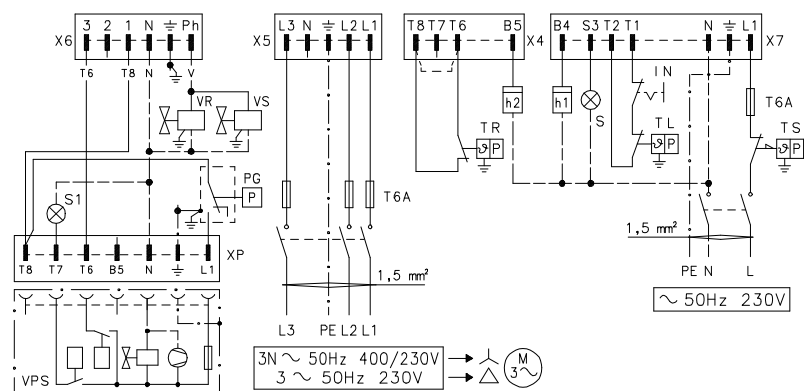 3 2 1 N Ph
X6
T6 T8 N V
VR VS
PG
P
S1
XP
T8 T7 T6 B5 N L1
VPS
L3 N L2 L1
X5
T6A
1,5 mm²
L3 PE L2 L1
3N ~ 50Hz 400/230V
3 ~ 50Hz 230V
M
3~
T8 T7 T6 B5
X4
h2
TR
ϑ P
B4 S3 T2 T1 N L1
X7
h1
S
IN
TL
ϑ P
T6A
TS
ϑ P
1,5 mm²
PE N L
~ 50Hz 230V